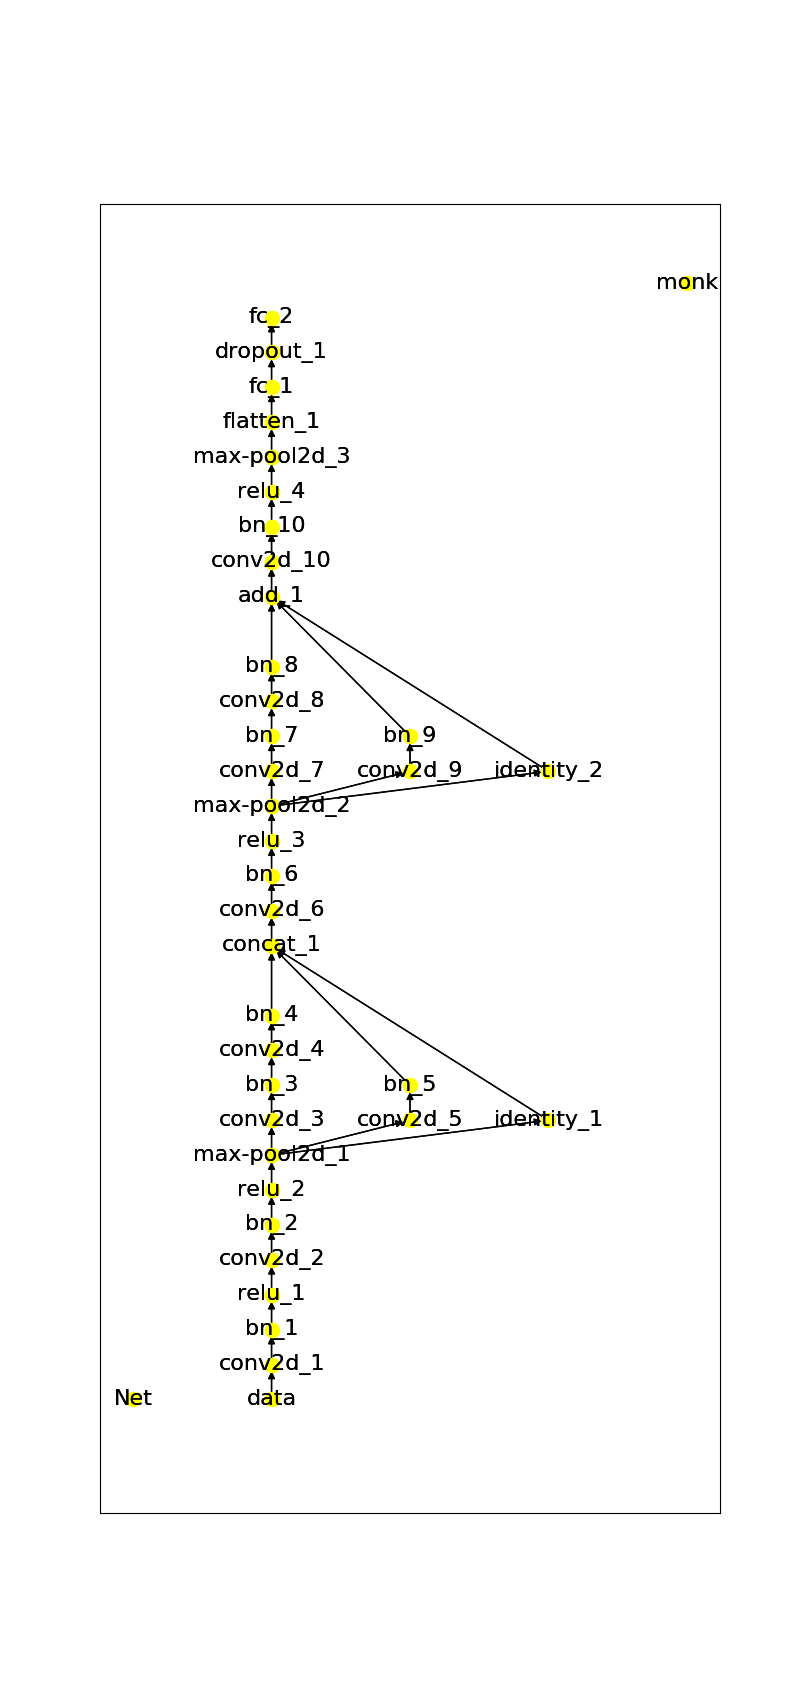 monk
fc_2
dropout_1
fc_1
flatten_1
max-pool2d_3
relu_4
bn_10
conv2d_10
add_1
bn_8
conv2d_8
bn_7 bn_9
conv2d_7 conv2d_9 identity_2
max-pool2d_2
relu_3
bn_6
conv2d_6
concat_1
bn_4
conv2d_4
bn_3 bn_5
conv2d_3 conv2d_5 identity_1
max-pool2d_1
relu_2
bn_2
conv2d_2
relu_1
bn_1
conv2d_1
Net data